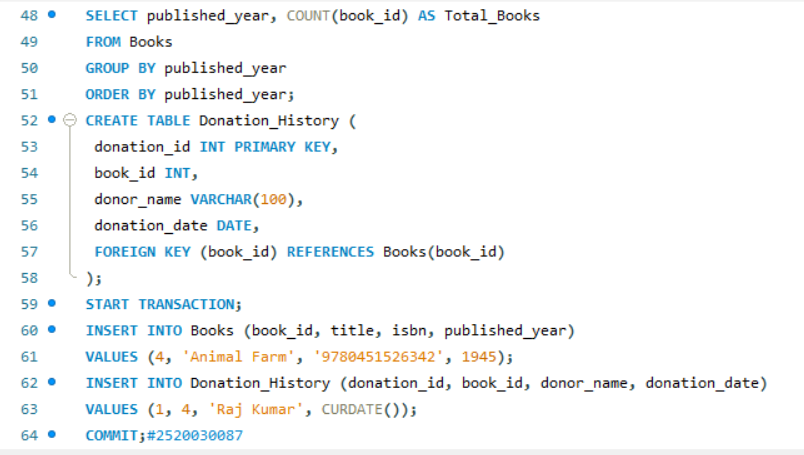 48 SELECT published_year, COUNT(book_id) AS Total_Books
49 FROM Books
50 GROUP BY published_year
51 ORDER BY published_year;
52 CREATE TABLE Donation_History (
53 donation_id INT PRIMARY KEY,
54 book_id INT,
55 donor_name VARCHAR(100),
56 donation_date DATE,
57 FOREIGN KEY (book_id) REFERENCES Books(book_id)
58 );
59 START TRANSACTION;
60 INSERT INTO Books (book_id, title, isbn, published_year)
61 VALUES (4, 'Animal Farm', '9780451526342', 1945);
62 INSERT INTO Donation_History (donation_id, book_id, donor_name, donation_date)
63 VALUES (1, 4, 'Raj Kumar', CURDATE());
64 COMMIT;#2520030087